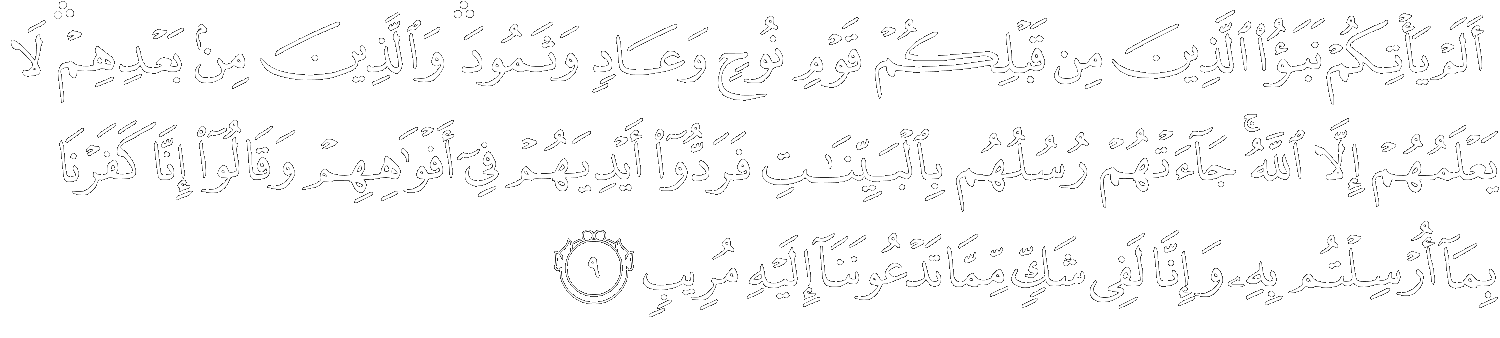 أَلَمْ يَأْتِكُمْ نَبَؤُا۟ ٱلَّذِينَ مِن قَبْلِكُمْ قَوْمِ نُوحٍ وَعَادٍ وَثَمُودَ ۛ وَٱلَّذِينَ مِنۢ بَعْدِهِمْ ۛ لَا
يَعْلَمُهُمْ إِلَّا ٱللَّهُ ۚ جَآءَتْهُمْ رُسُلُهُم بِٱلْبَيِّنَـٰتِ فَرَدُّوٓا۟ أَيْدِيَهُمْ فِىٓ أَفْوَٰهِهِمْ وَقَالُوٓا۟ إِنَّا كَفَرْنَا
بِمَآ أُرْسِلْتُم بِهِۦ وَإِنَّا لَفِى شَكٍّ مِّمَّا تَدْعُونَنَآ إِلَيْهِ مُرِيبٍ ٩